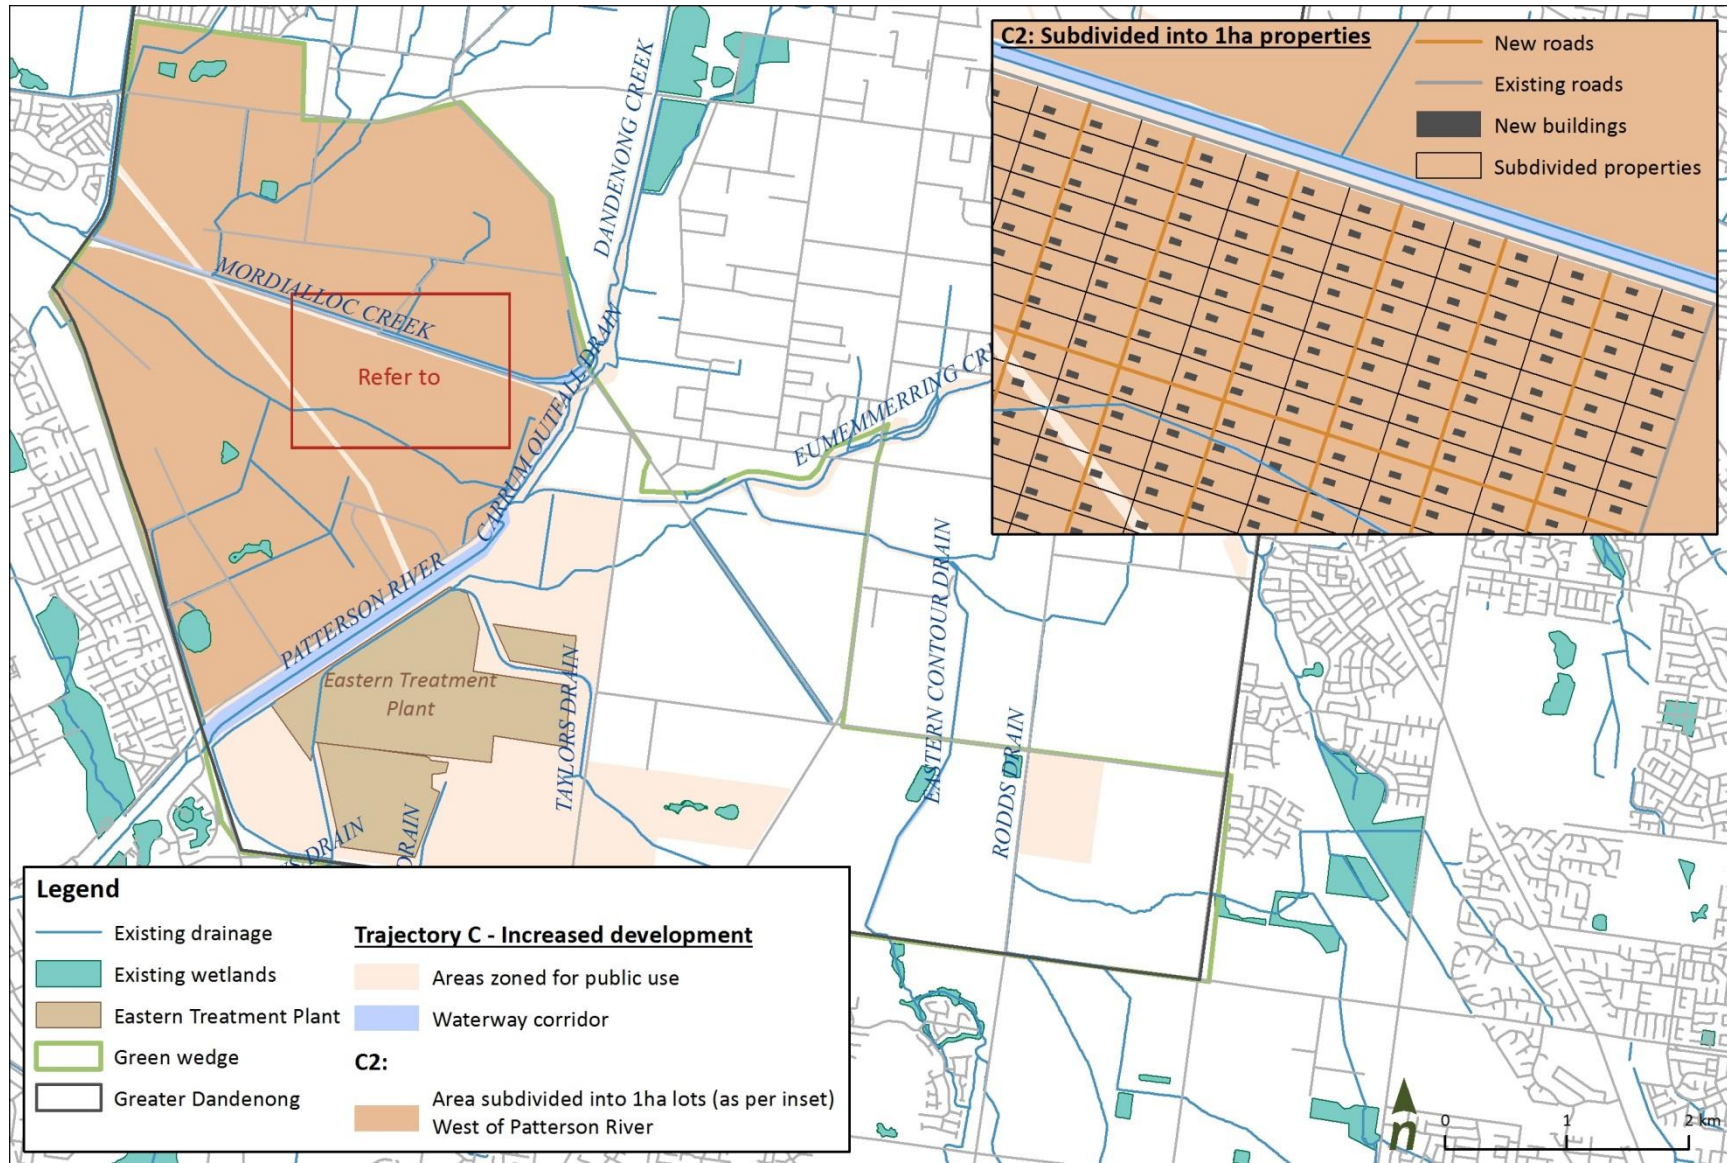 C2: Subdivided into 1ha properties
New roads
Existing roads
New buildings
Subdivided properties
DANDENONG CREEK
MORDIALLOC CREEK
Refer to
CARRUM OUTFALL DRAIN
EUMEMMERRING CRE
PATTERSON RIVER
EASTERN CONTOUR DRAIN
Eastern Treatment
Plant
TAYLORS DRAIN
RODDS DRAIN
DRAIN
DRAIN
Legend
Existing drainage
Existing wetlands
Eastern Treatment Plant
Green wedge
Greater Dandenong
Trajectory C - Increased development
Areas zoned for public use
Waterway corridor
C2:
Area subdivided into 1ha lots (as per inset)
West of Patterson River
n
0 1 2 km